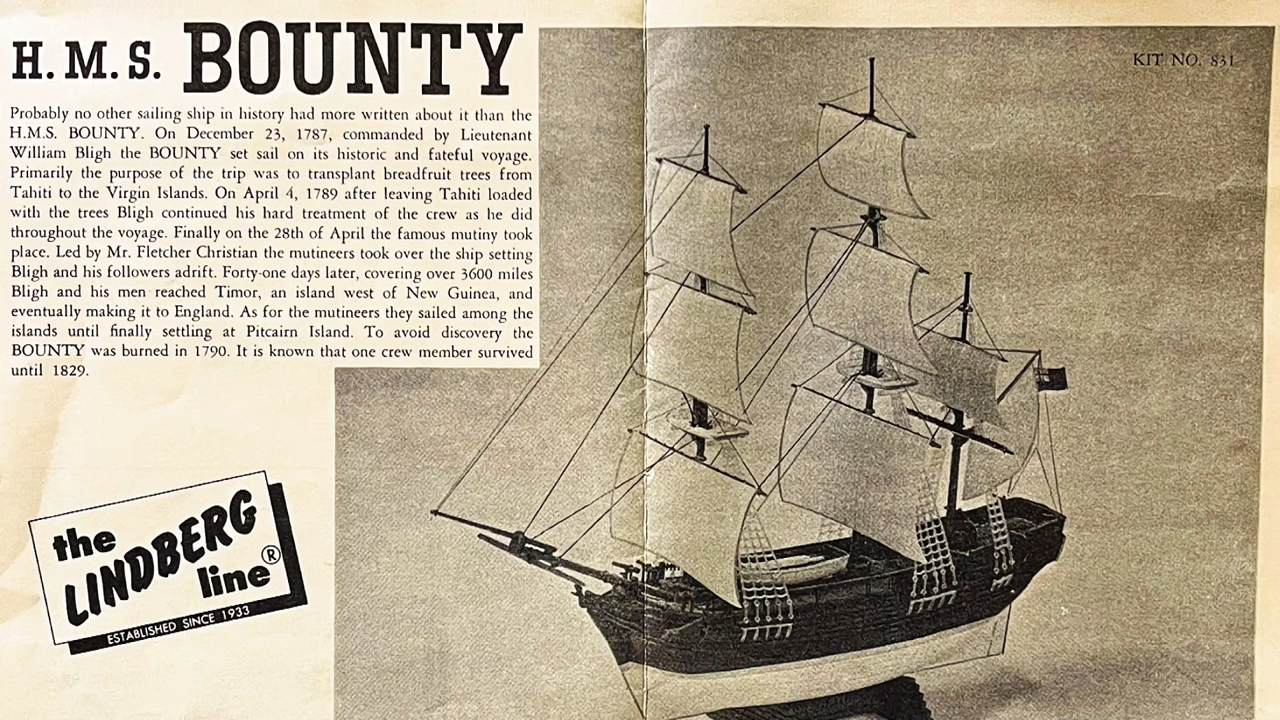 H. M. S. BOUNTY
Probably no other sailing ship in history had more written about it than the
H.M.S. BOUNTY. On December 23, 1787, commanded by Lieutenant
William Bligh the BOUNTY set sail on its historic and fateful voyage.
Primarily the purpose of the trip was to transplant breadfruit trees from
Tahiti to the Virgin Islands. On April 4, 1789 after leaving Tahiti loaded
with the trees Bligh continued his hard treatment of the crew as he did
throughout the voyage. Finally on the 28th of April the famous mutiny took
place. Led by Mr. Fletcher Christian the mutineers took over the ship setting
Bligh and his followers adrift. Forty-one days later, covering over 3600 miles
Bligh and his men reached Timor, an island west of New Guinea, and
eventually making it to England. As for the mutineers they sailed among the
islands until finally settling at Pitcairn Island. To avoid discovery the
BOUNTY was burned in 1790. It is known that one crew member survived
until 1829.
KIT NO. 831
the
LINDBERG
line®
ESTABLISHED SINCE 1933